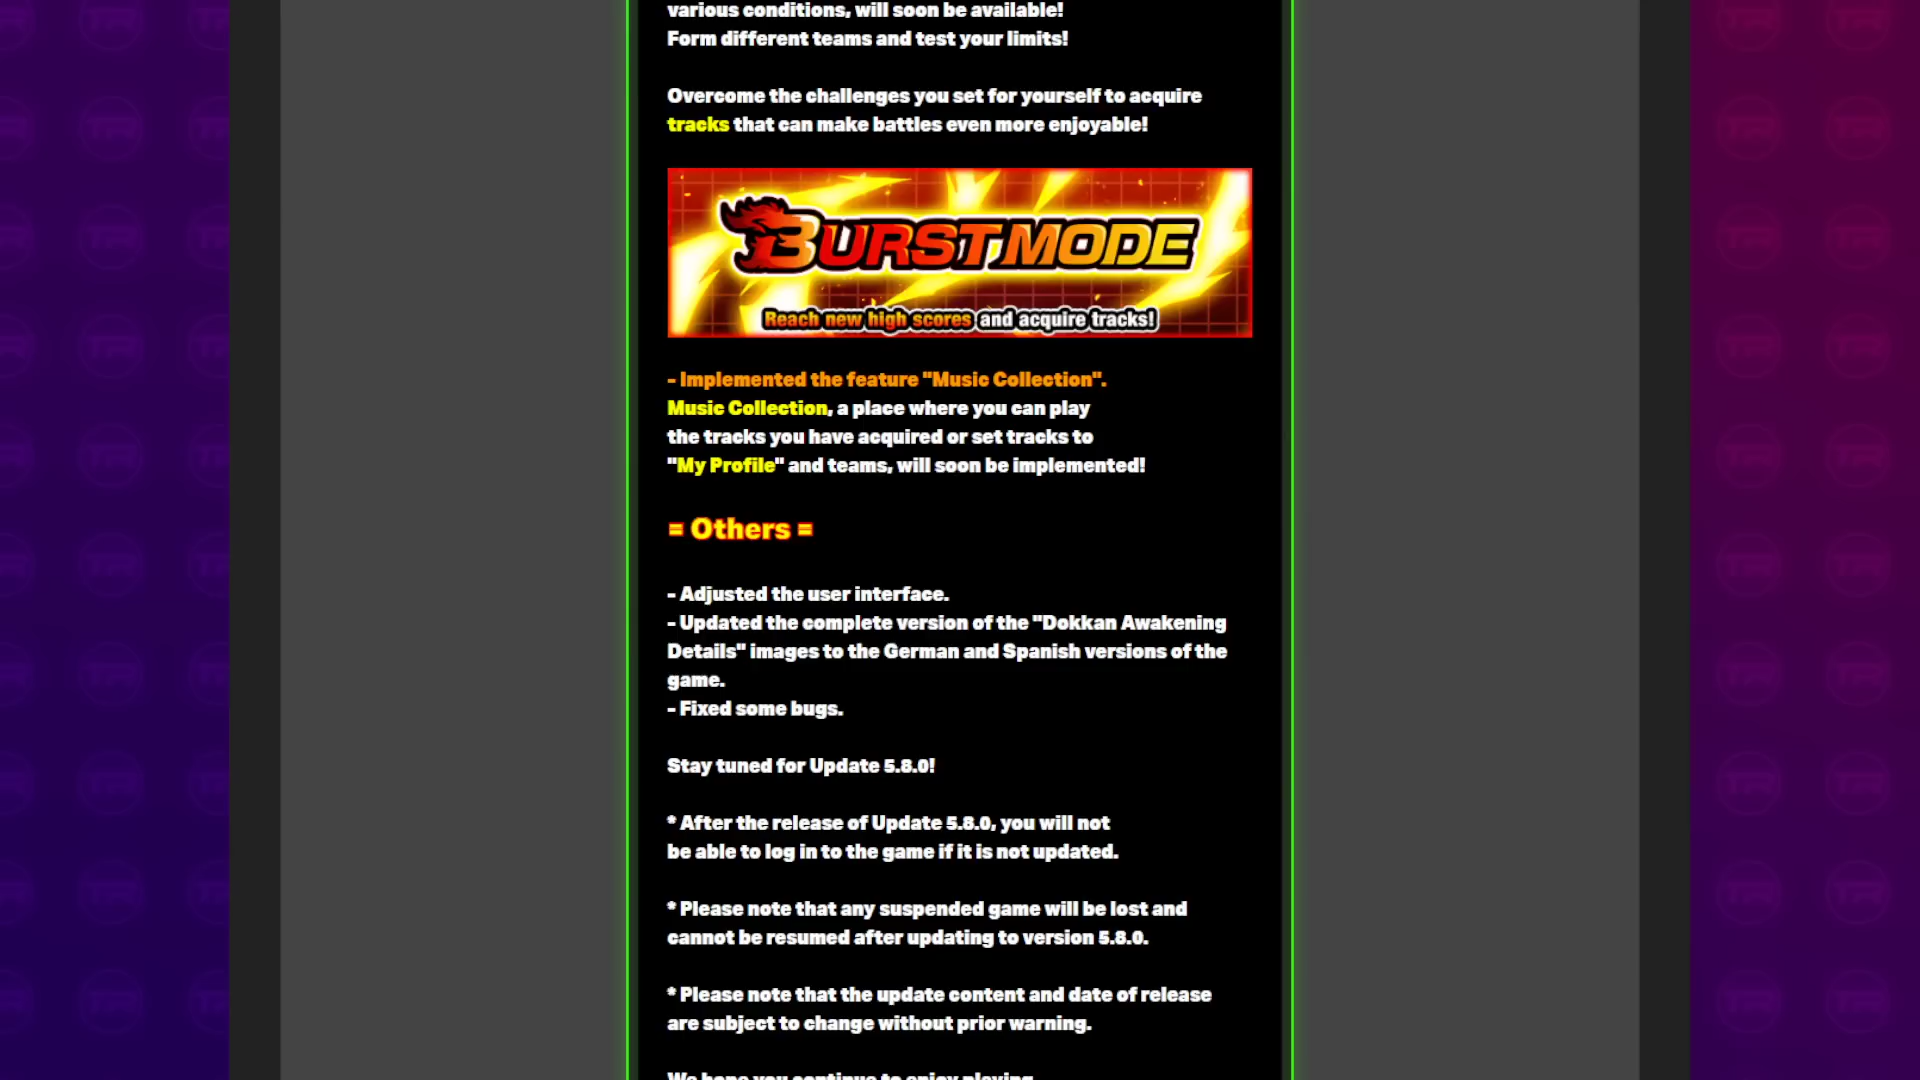 various conditions, will soon be available!
Form different teams and test your limits!
Overcome the challenges you set for yourself to acquire
tracks that can make battles even more enjoyable!
BURST MODE
Reach new high scores and acquire tracks!
- Implemented the feature "Music Collection".
Music Collection, a place where you can play
the tracks you have acquired or set tracks to
"My Profile" and teams, will soon be implemented!
= Others =
- Adjusted the user interface.
- Updated the complete version of the "Dokkan Awakening
Details" images to the German and Spanish versions of the
game.
- Fixed some bugs.
Stay tuned for Update 5.8.0!
* After the release of Update 5.8.0, you will not
be able to log in to the game if it is not updated.
* Please note that any suspended game will be lost and
cannot be resumed after updating to version 5.8.0.
* Please note that the update content and date of release
are subject to change without prior warning.
We hope you continue to enjoy playing